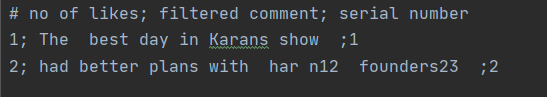 # no of likes; filtered comment; serial number
1; The  best day in Karans show  ;1
2; had better plans with  har n12  founders23  ;2